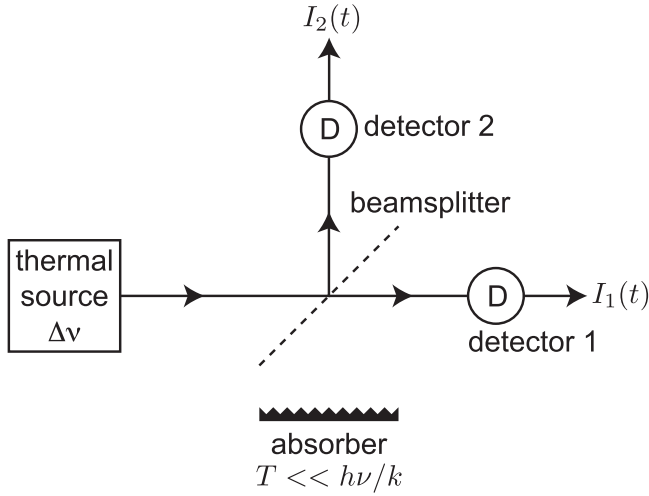 I₂(t)
D
detector 2
beamsplitter
thermal
source
Δν
D
I₁(t)
detector 1
absorber
T << hν/k